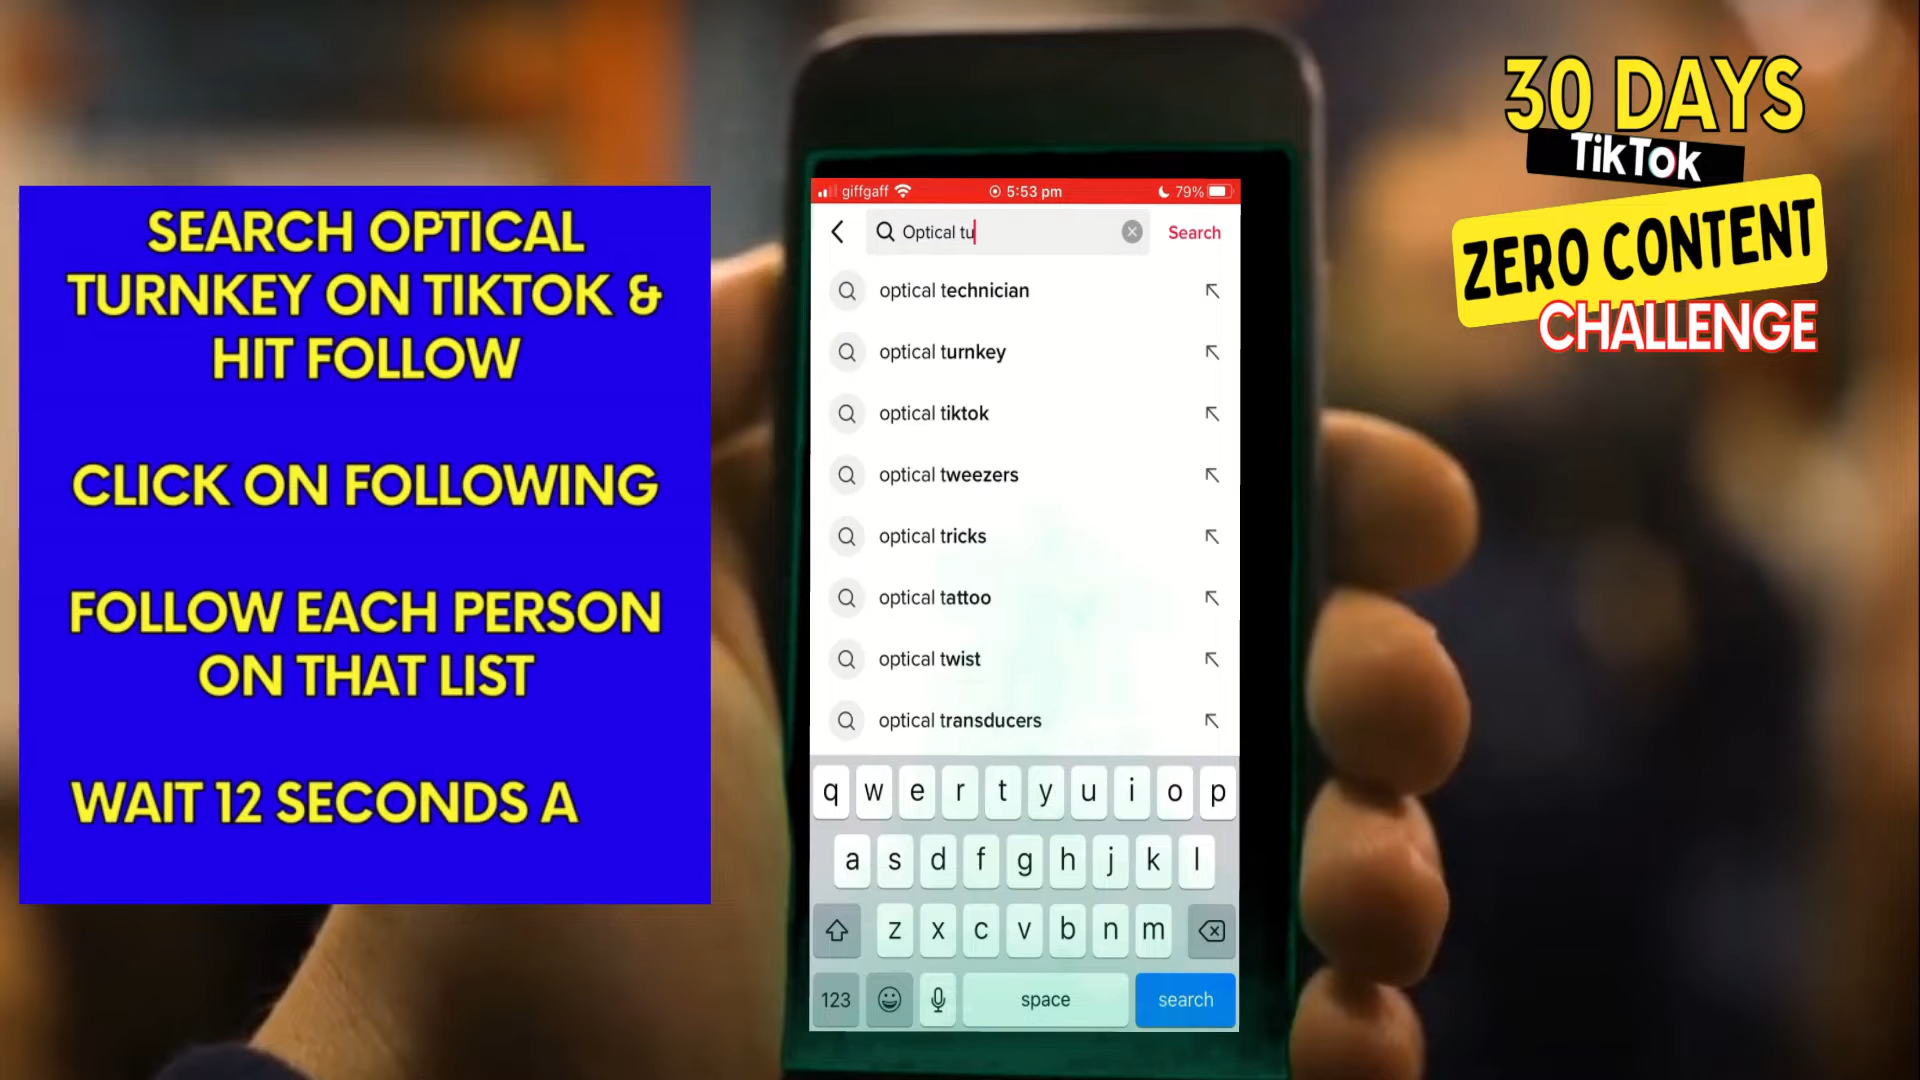 SEARCH OPTICAL
TURNKEY ON TIKTOK &
HIT FOLLOW
CLICK ON FOLLOWING
FOLLOW EACH PERSON
ON THAT LIST
WAIT 12 SECONDS A
giffgaff 5:53 pm 79%
Optical tu Search
optical technician
optical turnkey
optical tiktok
optical tweezers
optical tricks
optical tattoo
optical twist
optical transducers
q w e r t y u i o p
a s d f g h j k l
z x c v b n m
123 space search
30 DAYS
TikTok
ZERO CONTENT
CHALLENGE